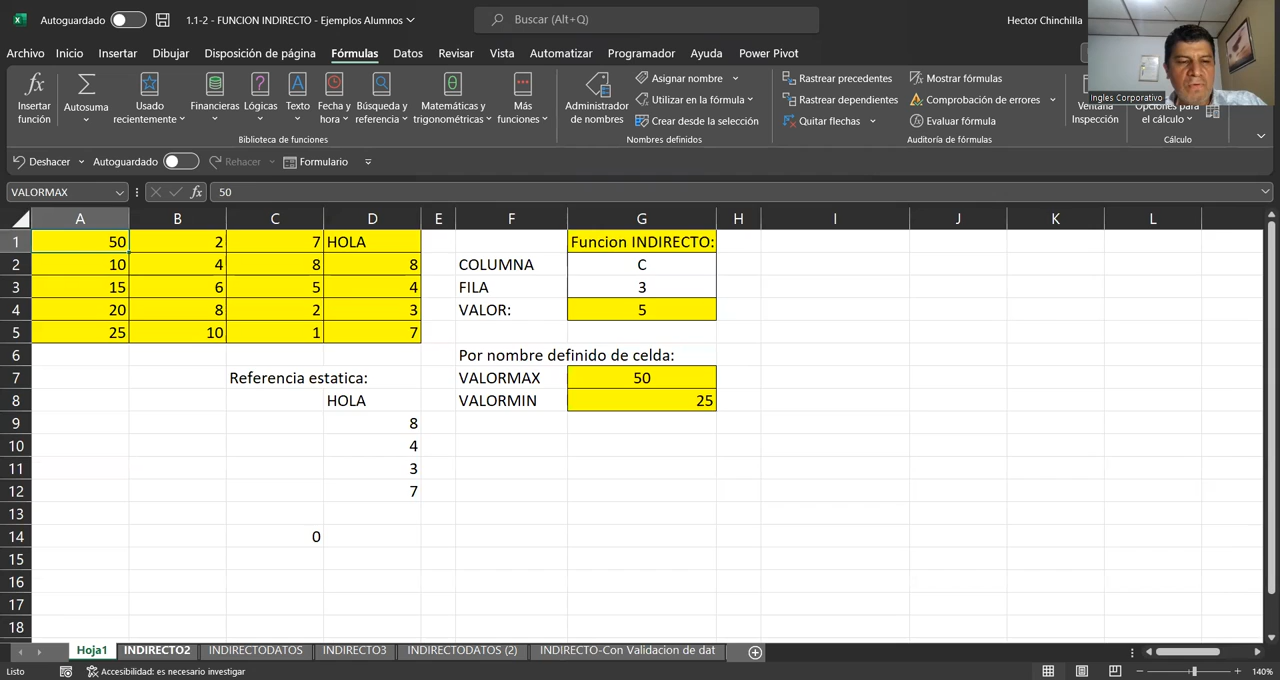 Autoguardado 1.1-2 - FUNCION INDIRECTO - Ejemplos Alumnos Buscar (Alt+Q) Hector Chinchilla
Archivo Inicio Insertar Dibujar Disposición de página Fórmulas Datos Revisar Vista Automatizar Programador Ayuda Power Pivot
Insertar función
Autosuma
Usado recientemente
Financieras
Lógicas
Texto
Fecha y hora
Búsqueda y referencia
Matemáticas y trigonométricas
Más funciones
Biblioteca de funciones
Administrador de nombres
Asignar nombre
Utilizar en la fórmula
Crear desde la selección
Nombres definidos
Rastrear precedentes
Rastrear dependientes
Quitar flechas
Mostrar fórmulas
Comprobación de errores
Evaluar fórmula
Auditoría de fórmulas
Ventana Inspección
Opciones para el cálculo
Cálculo
Ingles Corporativo
Deshacer Autoguardado Rehacer Formulario
VALORMAX fx 50
A B C D E F G H I J K L
1 50 2 7 HOLA Funcion INDIRECTO:
2 10 4 8 8 COLUMNA C
3 15 6 5 4 FILA 3
4 20 8 2 3 VALOR: 5
5 25 10 1 7
6 Por nombre definido de celda:
7 Referencia estatica: VALORMAX 50
8 HOLA VALORMIN 25
9 8
10 4
11 3
12 7
13
14 0
15
16
17
18
Hoja1 INDIRECTO2 INDIRECTODATOS INDIRECTO3 INDIRECTODATOS (2) INDIRECTO-Con Validacion de dat
Listo Accesibilidad: es necesario investigar 140%